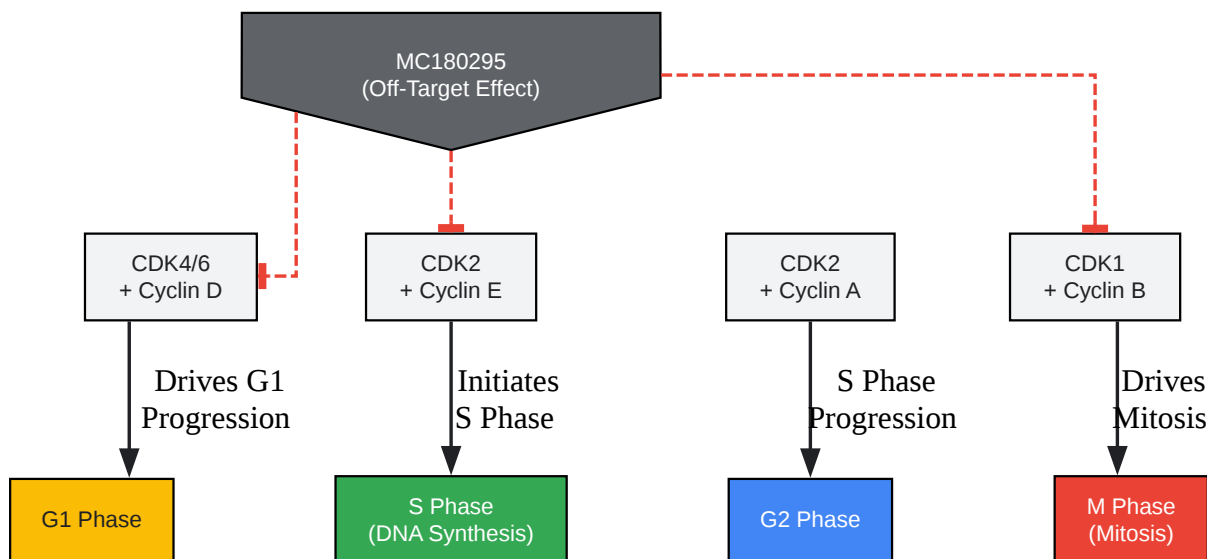 MC180295
(Off-Target Effect)
CDK4/6
+ Cyclin D
CDK2
+ Cyclin E
CDK2
+ Cyclin A
CDK1
+ Cyclin B
Drives G1
Progression
Initiates
S Phase
S Phase
Progression
Drives
Mitosis
G1 Phase
S Phase
(DNA Synthesis)
G2 Phase
M Phase
(Mitosis)